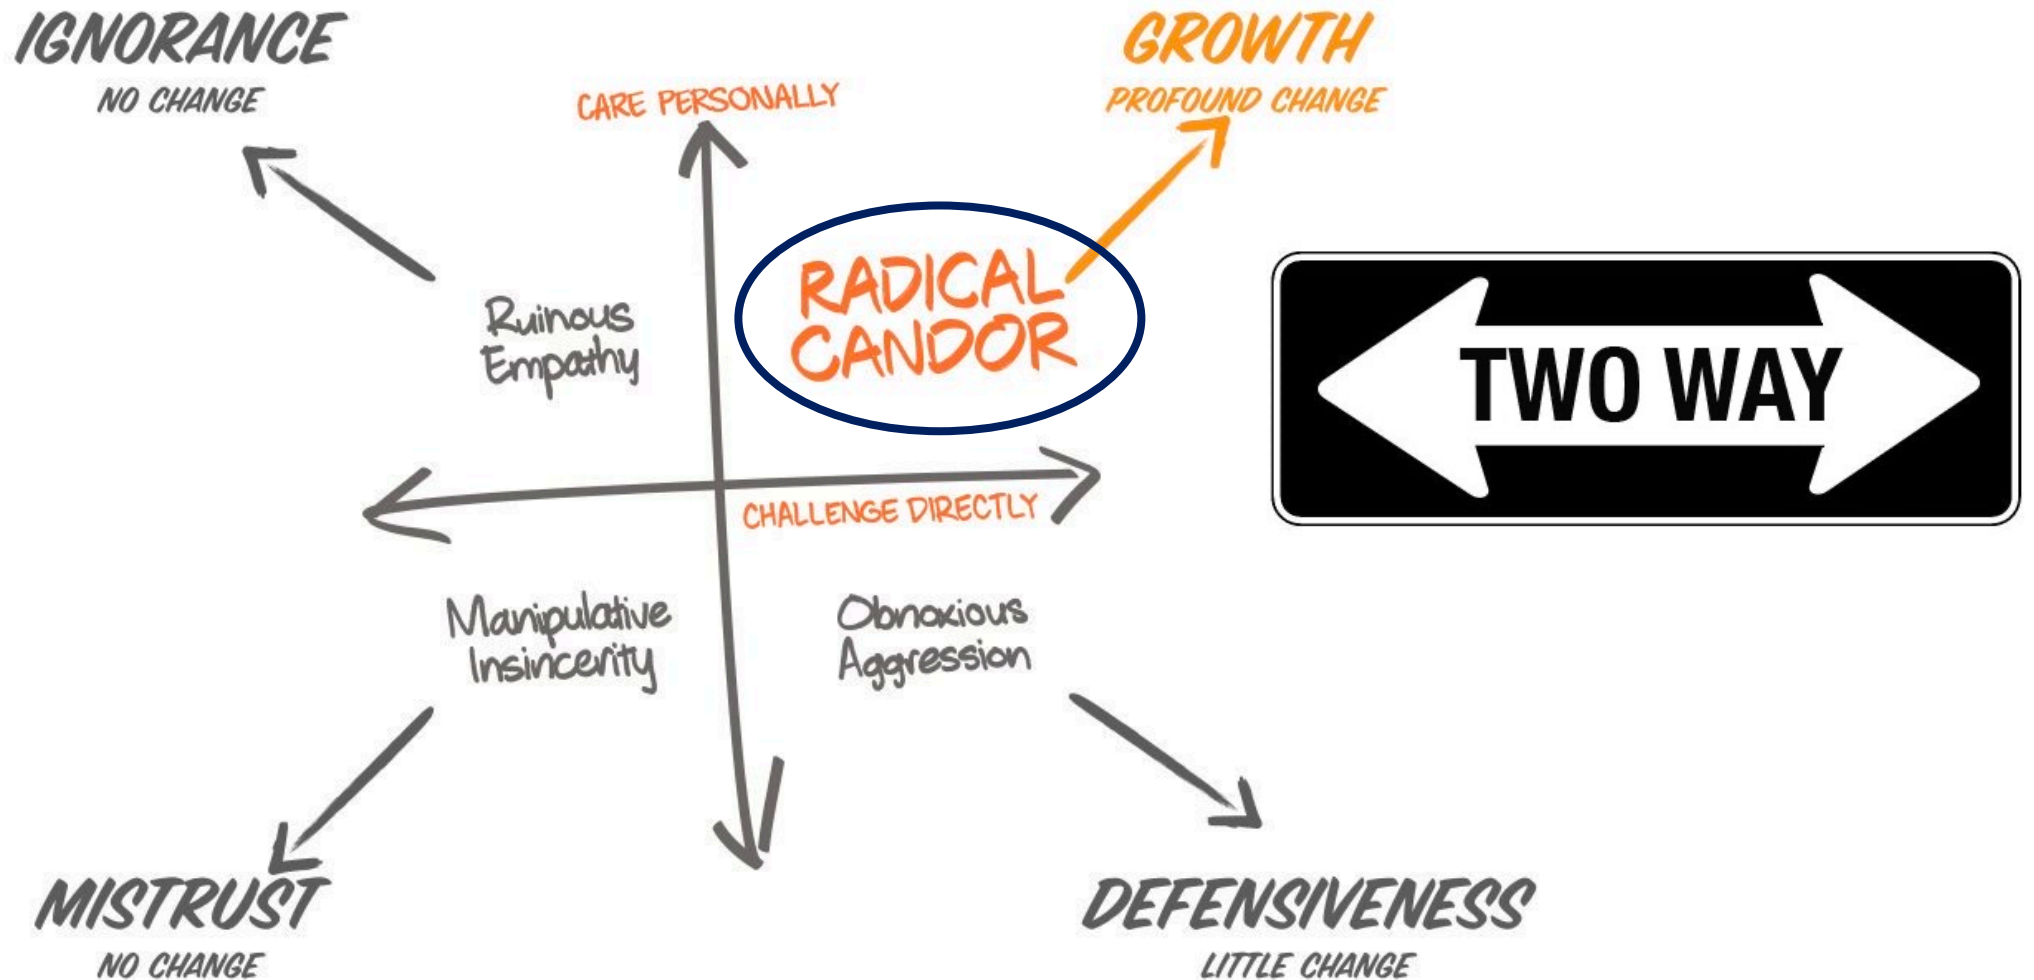 IGNORANCE
NO CHANGE
CARE PERSONALLY
GROWTH
PROFOUND CHANGE
Ruinous
Empathy
RADICAL
CANDOR
TWO WAY
CHALLENGE DIRECTLY
Manipulative
Insincerity
Obnoxious
Aggression
MISTRUST
NO CHANGE
DEFENSIVENESS
LITTLE CHANGE